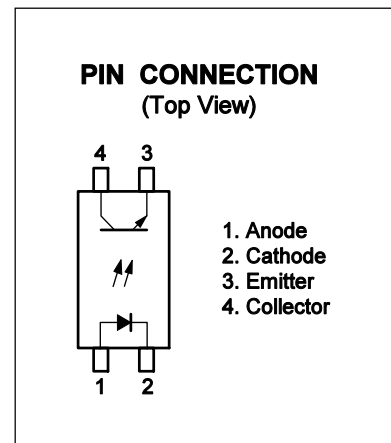 PIN CONNECTION
(Top View)
4 3
1. Anode
2. Cathode
3. Emitter
4. Collector
1 2